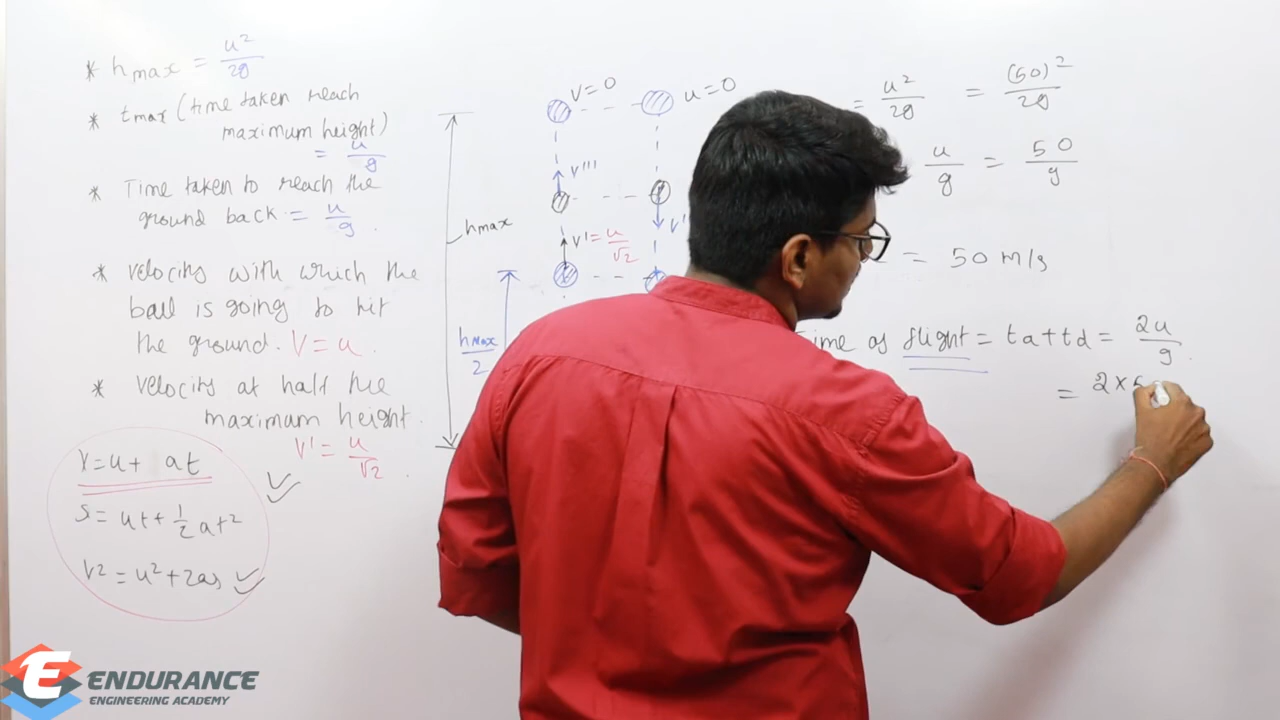 * hmax = u²/2g
* tmax (time taken reach
maximum height)
= u/g
* Time taken to reach the
ground back = u/g.
* velocity with which the
ball is going to hit
the ground. V = u.
* velocity at half the
maximum height.
V' = u/√2.
V = u + at
S = ut + 1/2 at²
V² = u² + 2as
V=0
u=0
V'''
hmax
V' = u/√2
hmax/2
= u²/2g = (50)²/2g
u/g = 50/g
= 50 m/s
Time of flight = ta + td = 2u/g.
= 2×
ENDURANCE
ENGINEERING ACADEMY